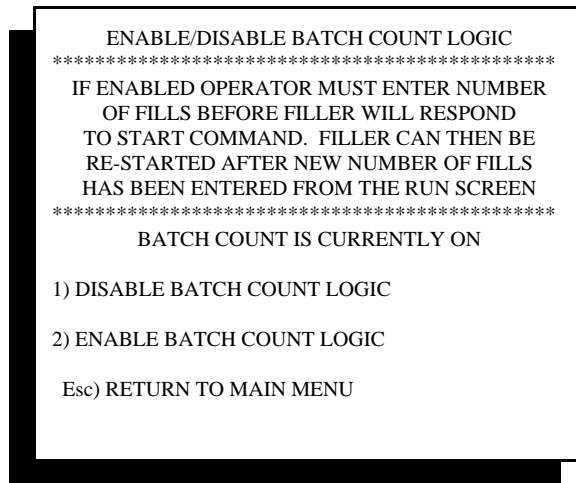 ENABLE/DISABLE BATCH COUNT LOGIC
***********************************************
IF ENABLED OPERATOR MUST ENTER NUMBER
OF FILLS BEFORE FILLER WILL RESPOND
TO START COMMAND.  FILLER CAN THEN BE
RE-STARTED AFTER NEW NUMBER OF FILLS
HAS BEEN ENTERED FROM THE RUN SCREEN
***********************************************
BATCH COUNT IS CURRENTLY ON
1) DISABLE BATCH COUNT LOGIC
2) ENABLE BATCH COUNT LOGIC
Esc) RETURN TO MAIN MENU